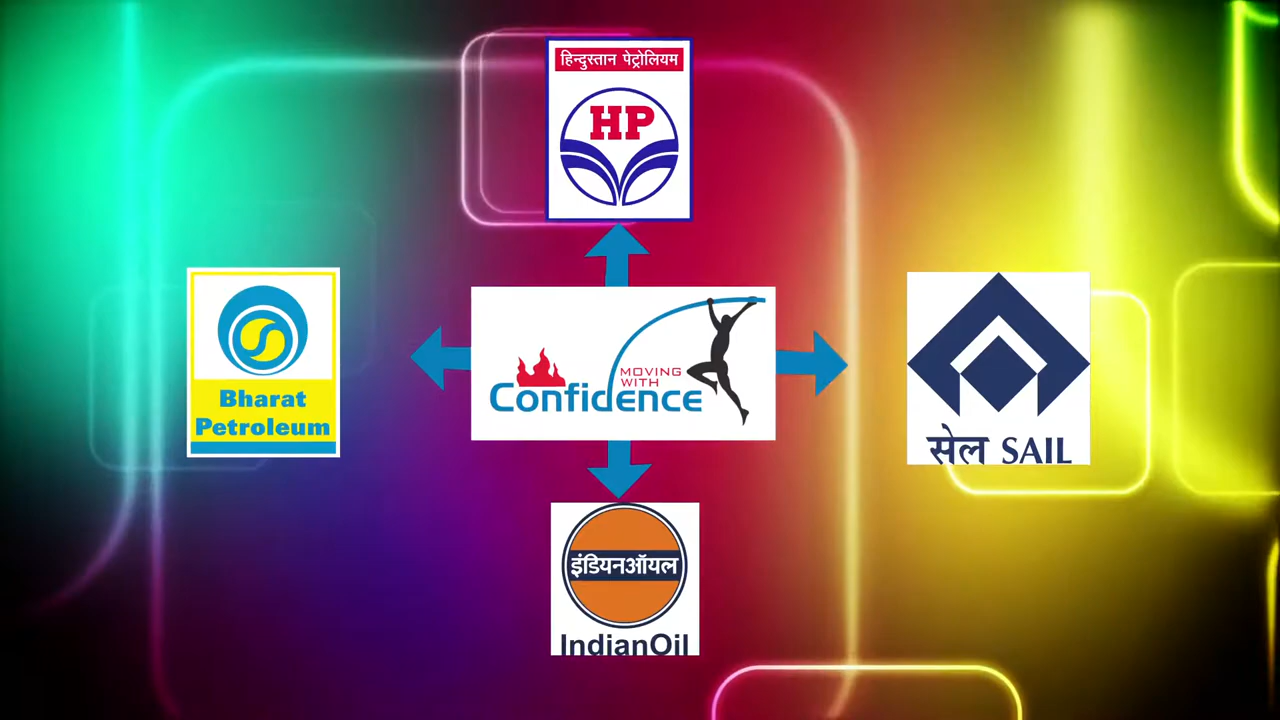 हिन्दुस्तान पेट्रोलियम
HP
Bharat
Petroleum
MOVING
WITH
Confidence
सेल SAIL
इंडियनऑयल
IndianOil